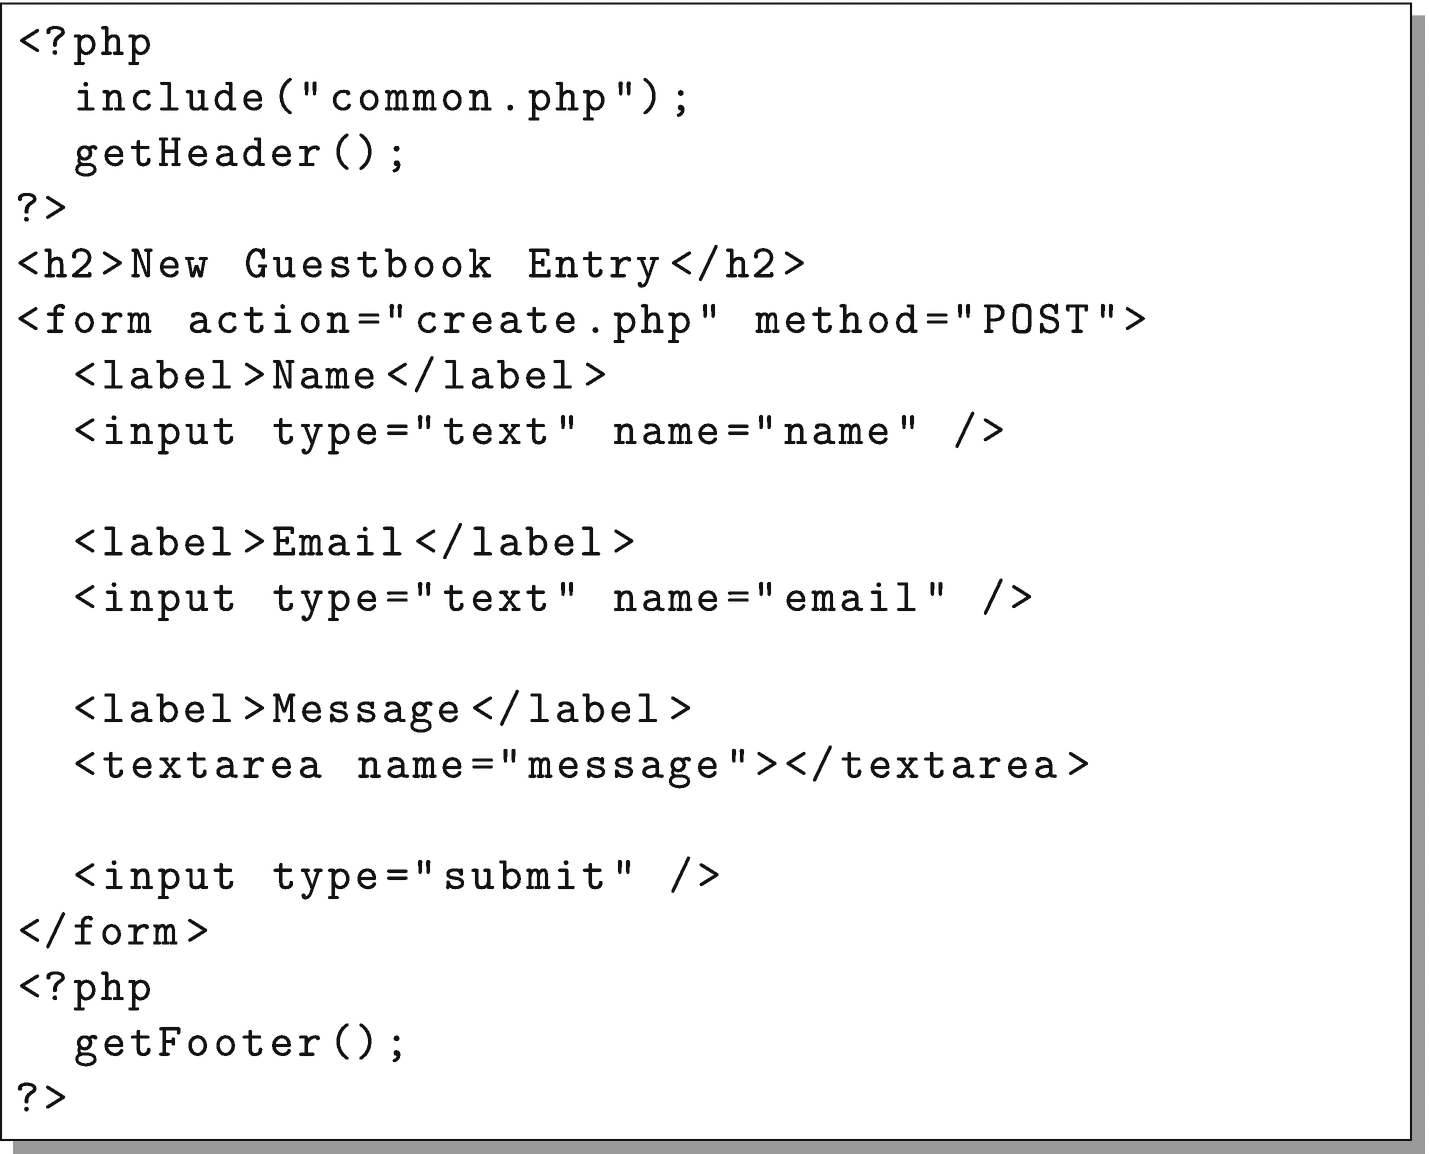 <?php
  include("common.php");
  getHeader();
?>
<h2>New Guestbook Entry</h2>
<form action="create.php" method="POST">
  <label>Name</label>
  <input type="text" name="name" />

  <label>Email</label>
  <input type="text" name="email" />

  <label>Message</label>
  <textarea name="message"></textarea>

  <input type="submit" />
</form>
<?php
  getFooter();
?>